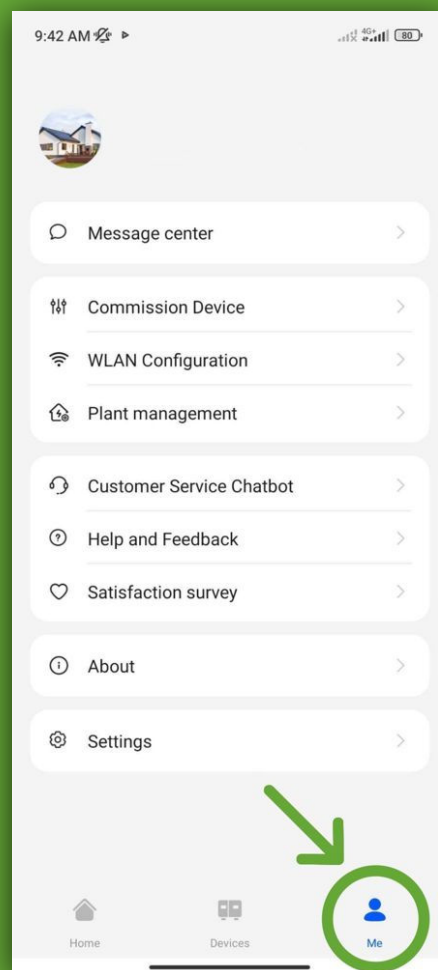 9:42 AM
4G+
80
Message center
Commission Device
WLAN Configuration
Plant management
Customer Service Chatbot
Help and Feedback
Satisfaction survey
About
Settings
Home
Devices
Me